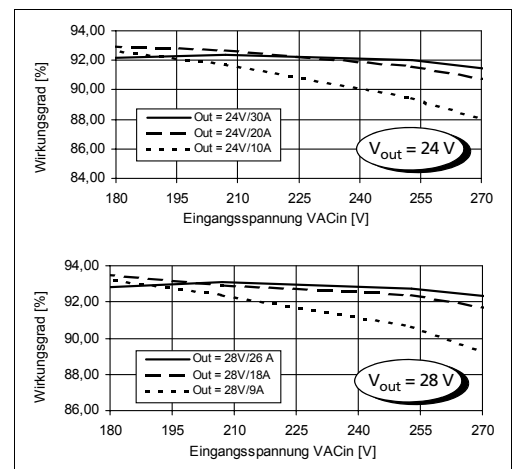 94,00
92,00
90,00
88,00
86,00
84,00
Wirkungsgrad [%]
Out = 24V/30A
Out = 24V/20A
Out = 24V/10A
Vout = 24 V
180 195 210 225 240 255 270
Eingangsspannung VACin [V]
94,00
92,00
90,00
88,00
86,00
Wirkungsgrad [%]
Out = 28V/26 A
Out = 28V/18A
Out = 28V/9A
Vout = 28 V
180 195 210 225 240 255 270
Eingangsspannung VACin [V]